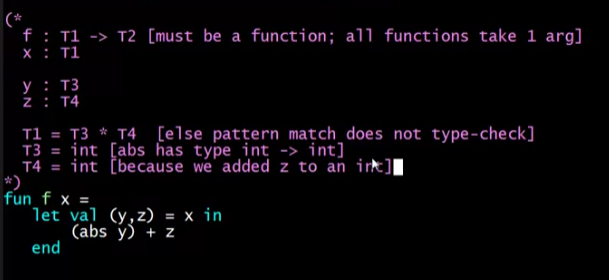 (*
f : T1 -> T2 [must be a function; all functions take 1 arg]
x : T1
y : T3
z : T4
T1 = T3 * T4 [else pattern match does not type-check]
T3 = int [abs has type int -> int]
T4 = int [because we added z to an int]
*)
fun f x =
let val (y,z) = x in
(abs y) + z
end